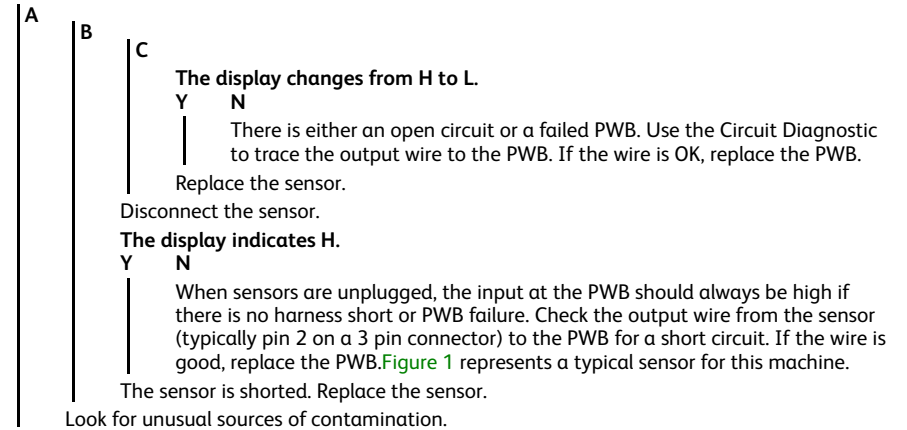 A
B
C
The display changes from H to L.
Y N
There is either an open circuit or a failed PWB. Use the Circuit Diagnostic
to trace the output wire to the PWB. If the wire is OK, replace the PWB.
Replace the sensor.
Disconnect the sensor.
The display indicates H.
Y N
When sensors are unplugged, the input at the PWB should always be high if
there is no harness short or PWB failure. Check the output wire from the sensor
(typically pin 2 on a 3 pin connector) to the PWB for a short circuit. If the wire is
good, replace the PWB.Figure 1 represents a typical sensor for this machine.
The sensor is shorted. Replace the sensor.
Look for unusual sources of contamination.